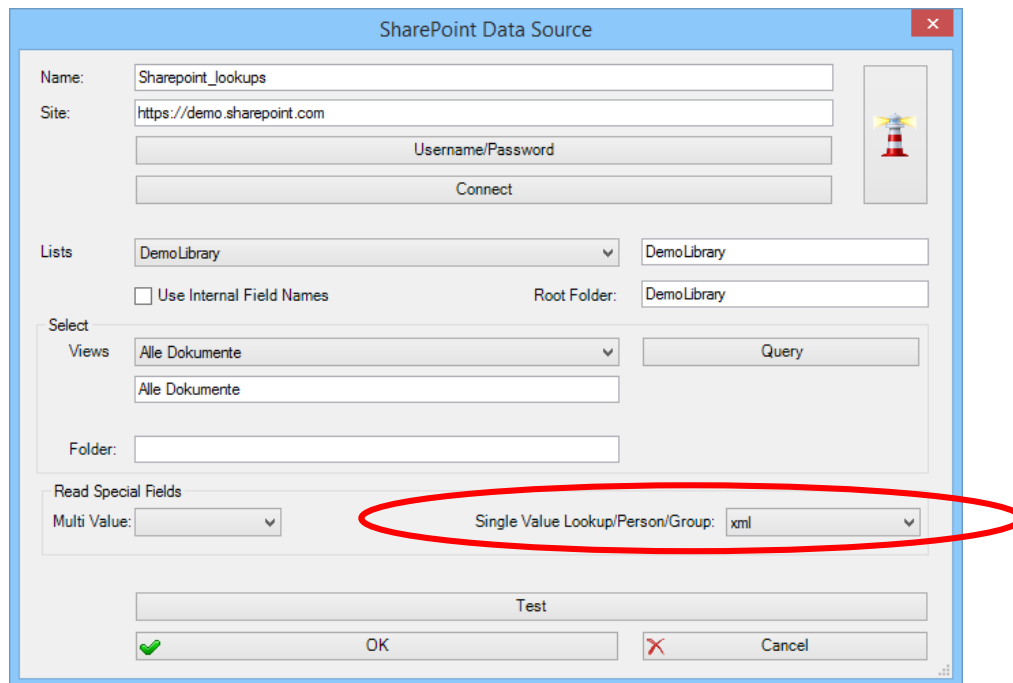 SharePoint Data Source
Name: Sharepoint_lookups
Site: https://demo.sharepoint.com
Username/Password
Connect
Lists DemoLibrary DemoLibrary
Use Internal Field Names Root Folder: DemoLibrary
Select
Views Alle Dokumente Query
Alle Dokumente
Folder:
Read Special Fields
Multi Value: Single Value Lookup/Person/Group: xml
Test
OK Cancel